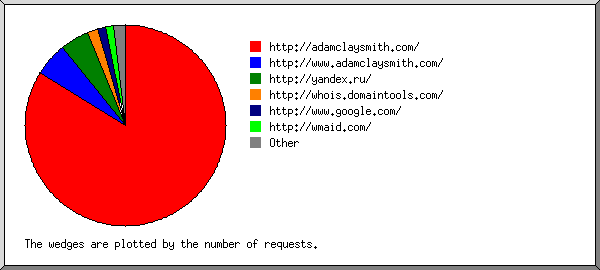 http://adamclaysmith.com/
http://www.adamclaysmith.com/
http://yandex.ru/
http://whois.domaintools.com/
http://www.google.com/
http://wmaid.com/
Other
The wedges are plotted by the number of requests.